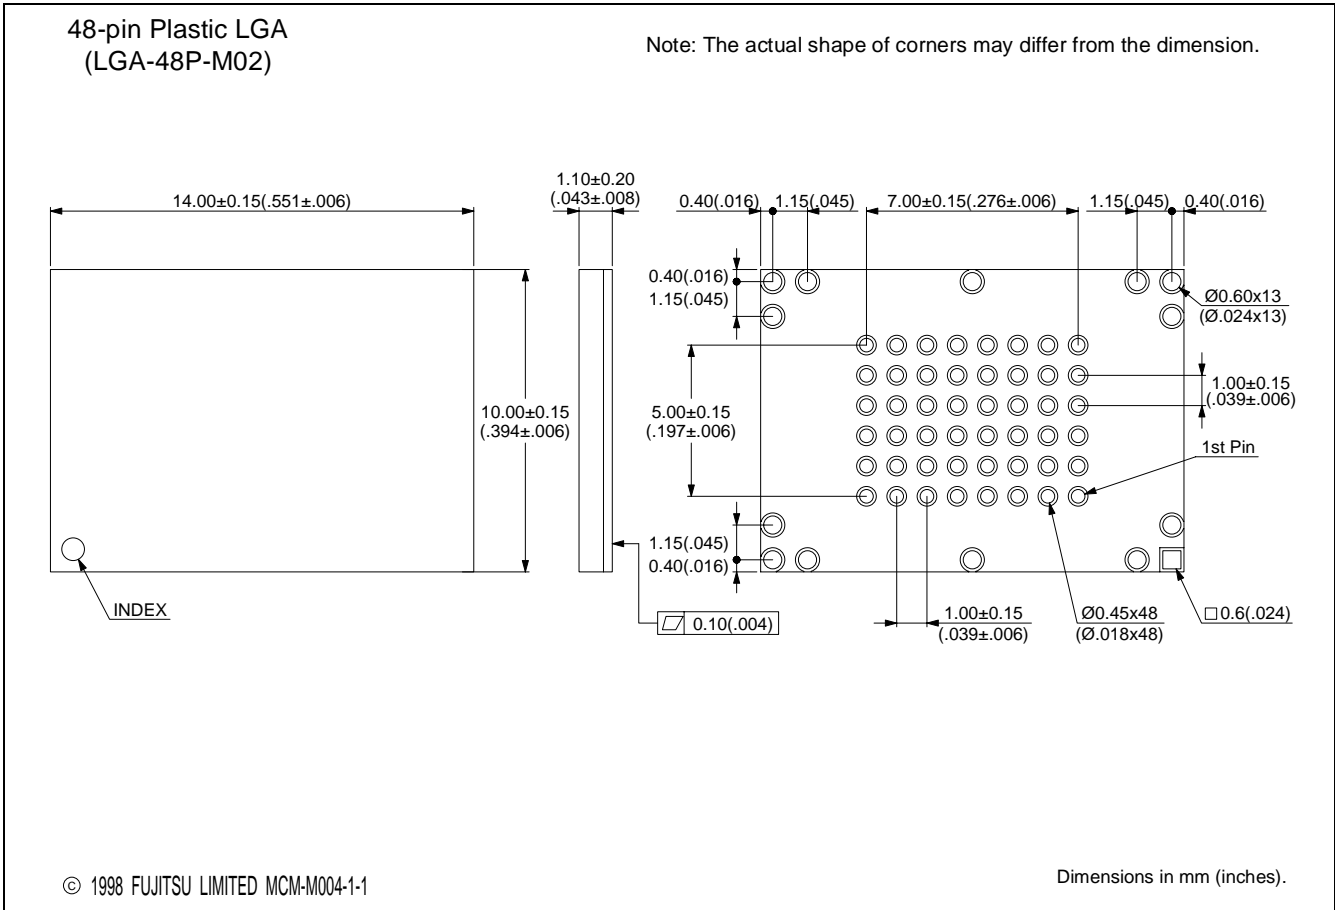 48-pin Plastic LGA
(LGA-48P-M02)
Note: The actual shape of corners may differ from the dimension.
14.00±0.15(.551±.006)
1.10±0.20
(.043±.008)
0.40(.016)
1.15(.045)
7.00±0.15(.276±.006)
1.15(.045)
0.40(.016)
0.40(.016)
1.15(.045)
Ø0.60x13
(Ø.024x13)
10.00±0.15
(.394±.006)
5.00±0.15
(.197±.006)
1.00±0.15
(.039±.006)
1st Pin
1.15(.045)
0.40(.016)
INDEX
0.10(.004)
1.00±0.15
(.039±.006)
Ø0.45x48
(Ø.018x48)
□0.6(.024)
© 1998 FUJITSU LIMITED MCM-M004-1-1
Dimensions in mm (inches).